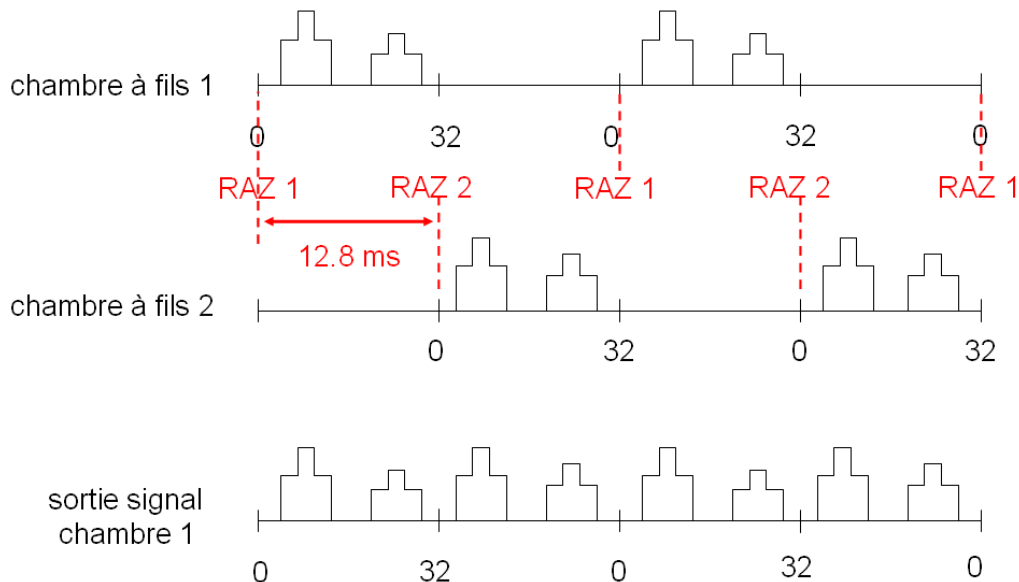 chambre à fils 1
0 32 0 32 0
RAZ 1 RAZ 2 RAZ 1 RAZ 2 RAZ 1
12.8 ms
chambre à fils 2
0 32 0 32
sortie signal
chambre 1
0 32 0 32 0